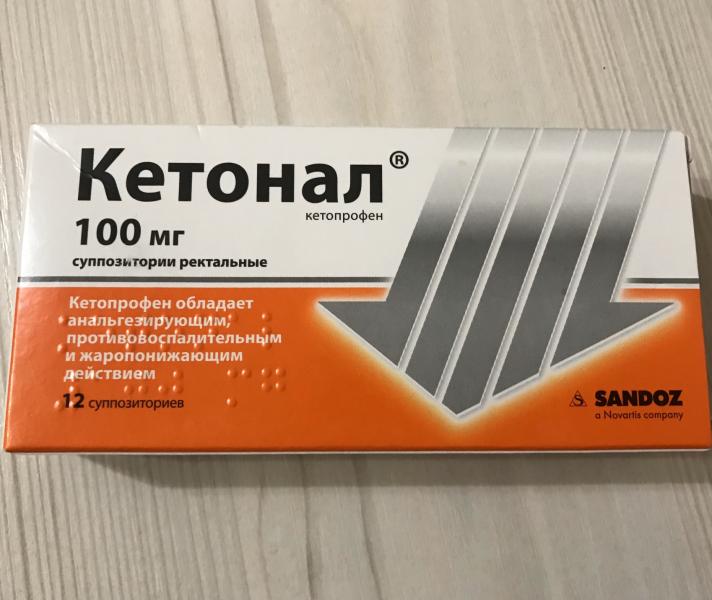 Кетонал®
кетопрофен
100 мг
суппозитории ректальные
Кетопрофен обладает
анальгезирующим,
противовоспалительным
и жаропонижающим
действием
12 суппозиториев
S SANDOZ
a Novartis company